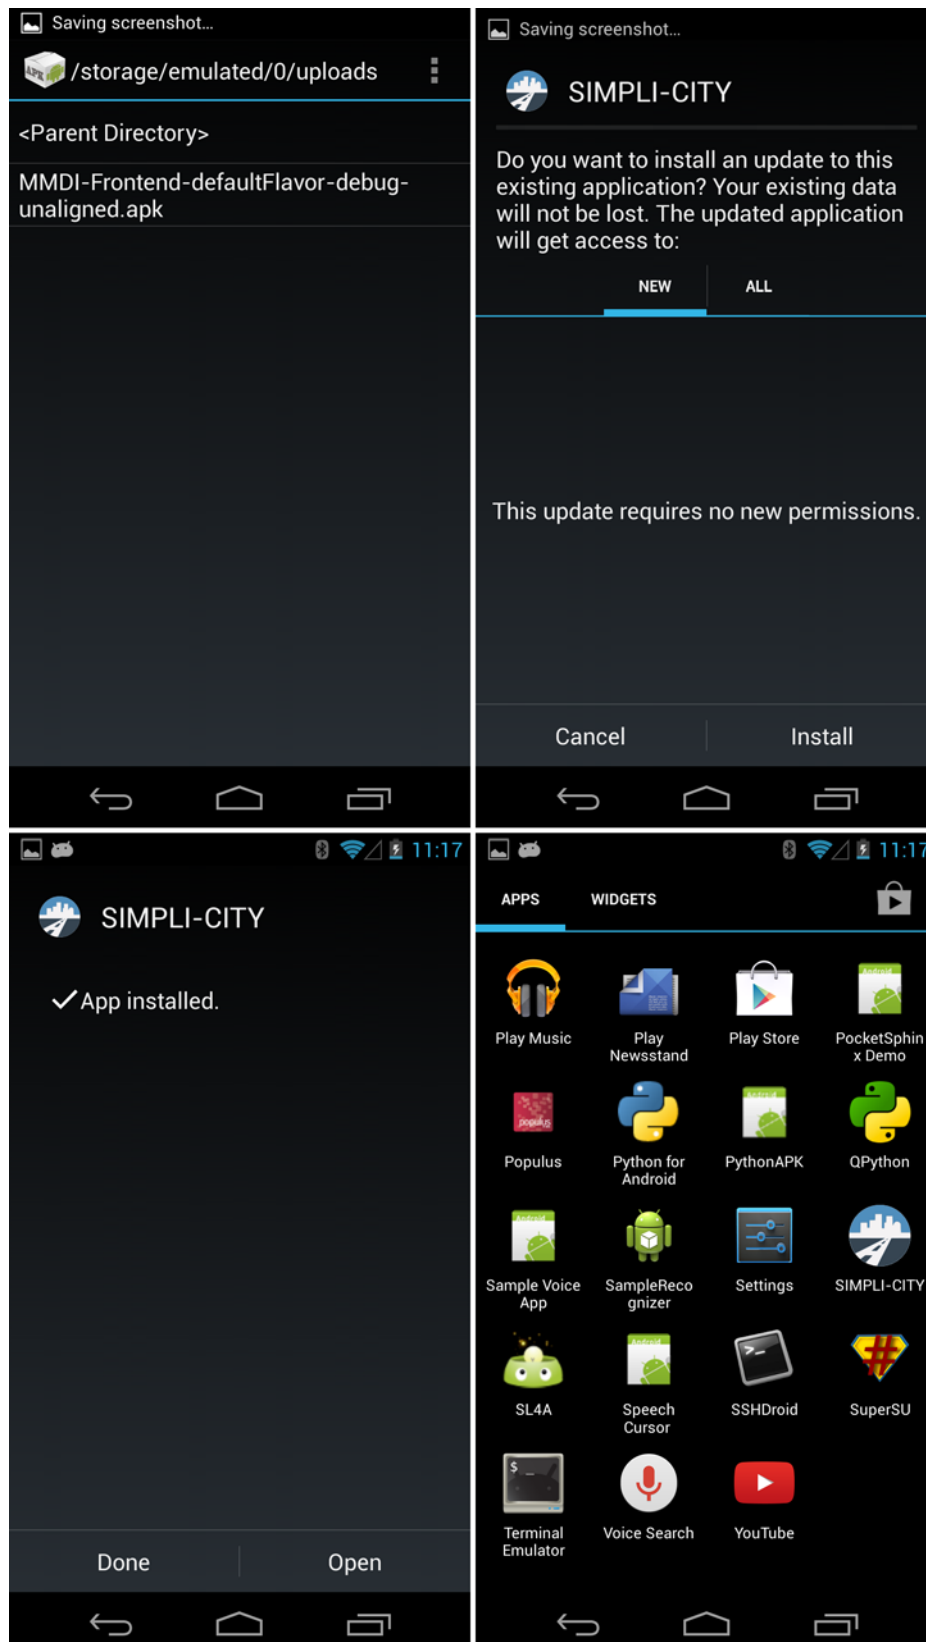 Saving screenshot...
/storage/emulated/0/uploads
<Parent Directory>
MMDI-Frontend-defaultFlavor-debug-
unaligned.apk
Saving screenshot...
SIMPLI-CITY
Do you want to install an update to this
existing application? Your existing data
will not be lost. The updated application
will get access to:
NEW
ALL
This update requires no new permissions.
Cancel
Install
11:17
SIMPLI-CITY
App installed.
Done
Open
11:17
APPS
WIDGETS
Play Music
Play
Newsstand
Play Store
PocketSphin
x Demo
populus
Populus
Python for
Android
Android
PythonAPK
QPython
Android
Android
Sample Voice
App
SampleReco
gnizer
Settings
SIMPLI-CITY
SL4A
Android
Speech
Cursor
>_
SSHDroid
#
SuperSU
$_
Terminal
Emulator
Voice Search
YouTube